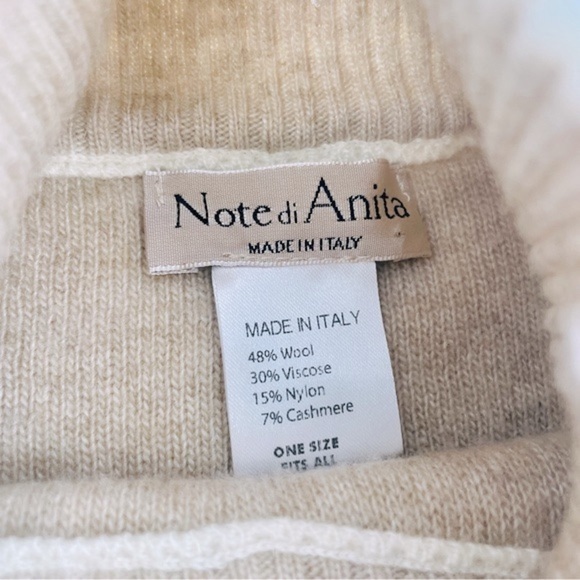 Note di Anita
MADE IN ITALY
MADE IN ITALY
48% Wool
30% Viscose
15% Nylon
7% Cashmere
ONE SIZE
FITS ALL